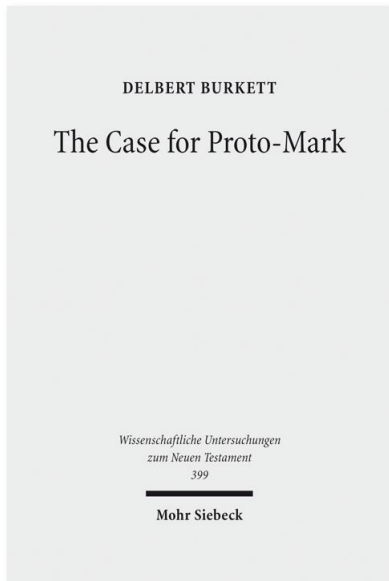 DELBERT BURKETT
The Case for Proto-Mark
Wissenschaftliche Untersuchungen
zum Neuen Testament
399
Mohr Siebeck